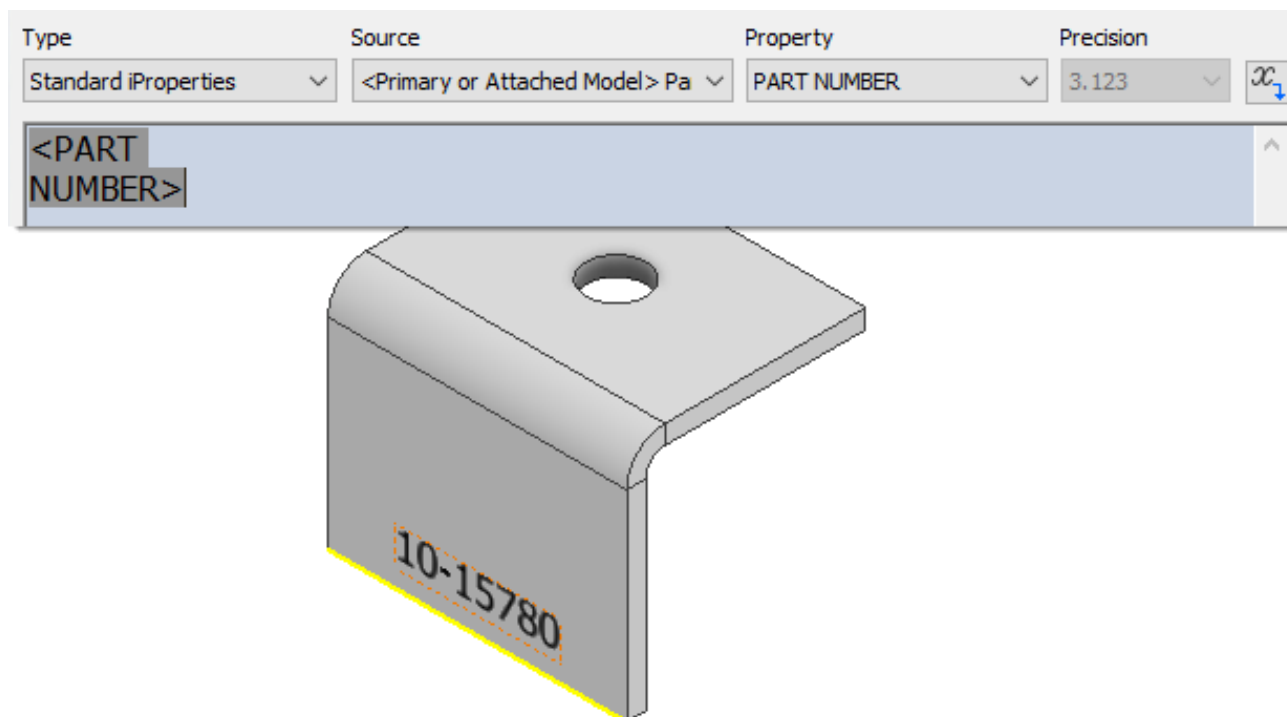 Type Source Property Precision
Standard iProperties <Primary or Attached Model> Pa PART NUMBER 3.123 x
<PART
NUMBER>
10-15780